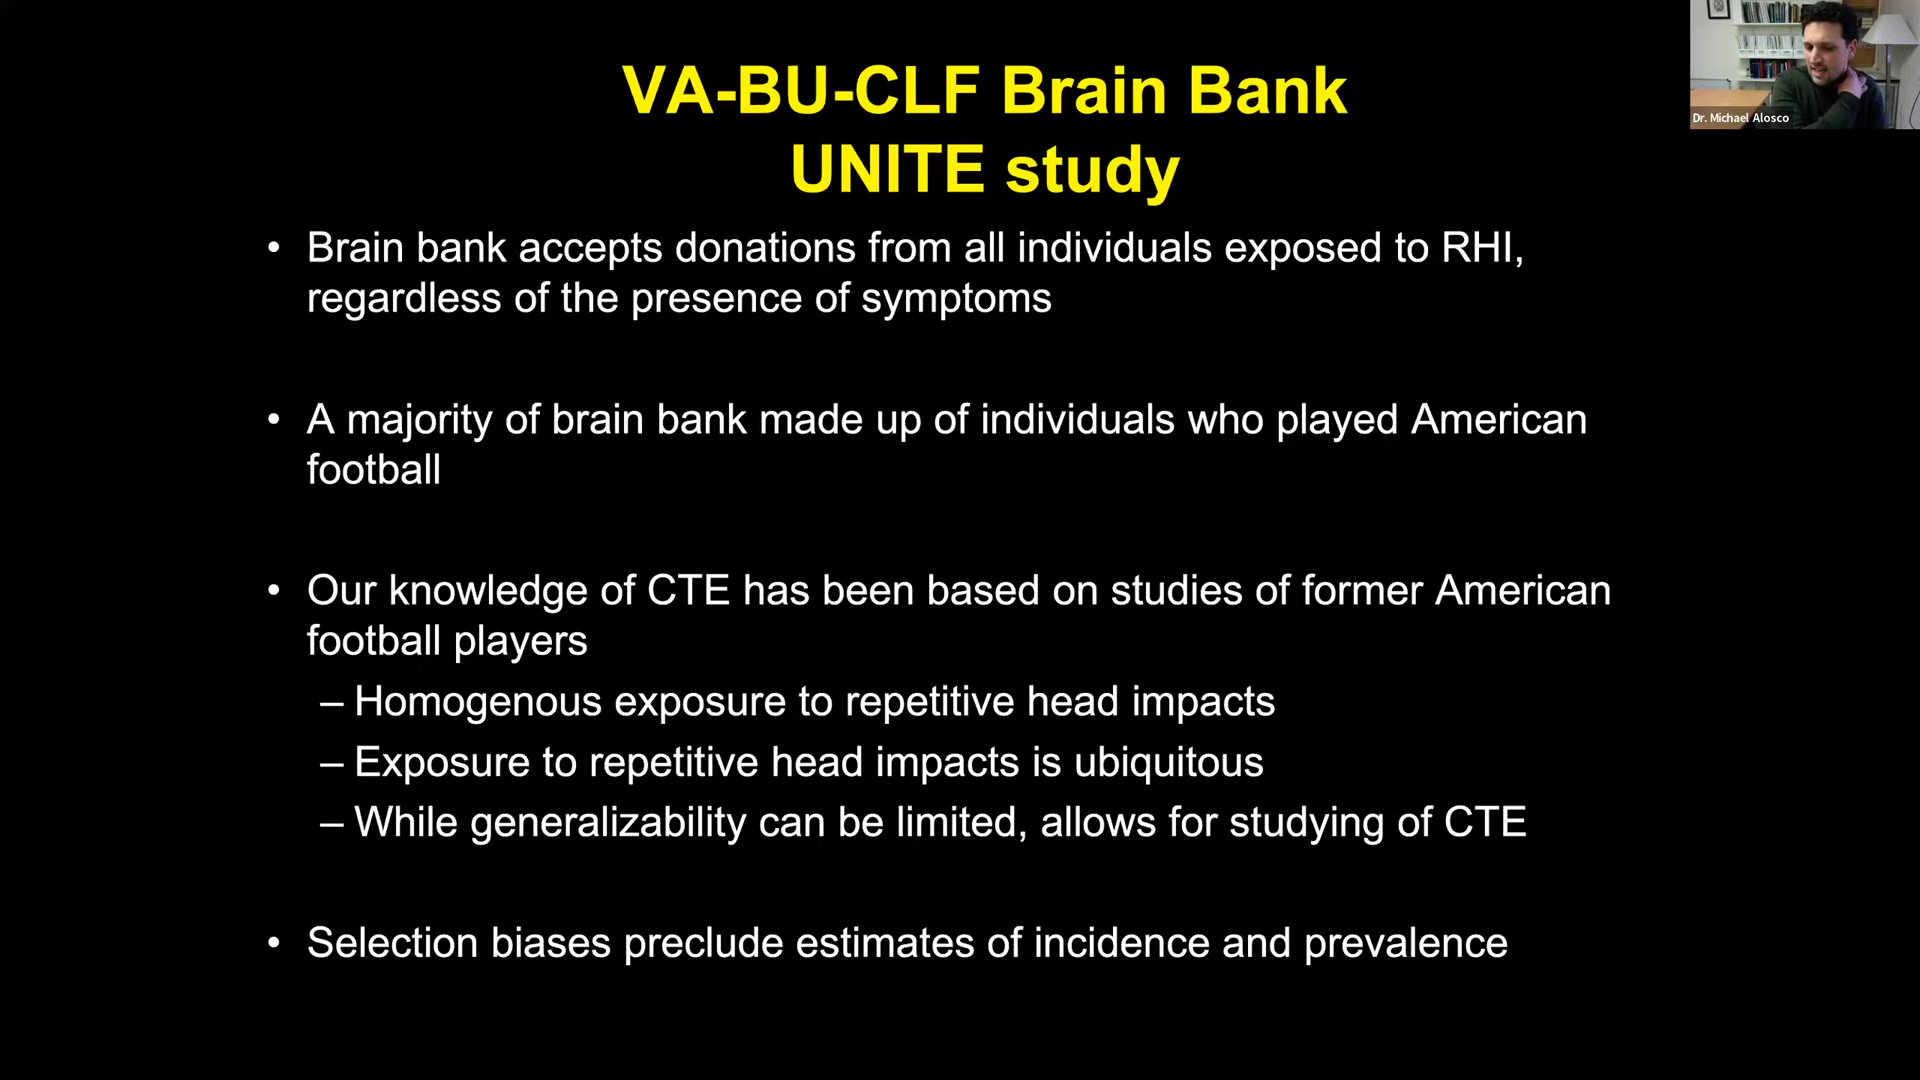 VA-BU-CLF Brain Bank
UNITE study
Dr. Michael Alosco
• Brain bank accepts donations from all individuals exposed to RHI,
regardless of the presence of symptoms
• A majority of brain bank made up of individuals who played American
football
• Our knowledge of CTE has been based on studies of former American
football players
– Homogenous exposure to repetitive head impacts
– Exposure to repetitive head impacts is ubiquitous
– While generalizability can be limited, allows for studying of CTE
• Selection biases preclude estimates of incidence and prevalence